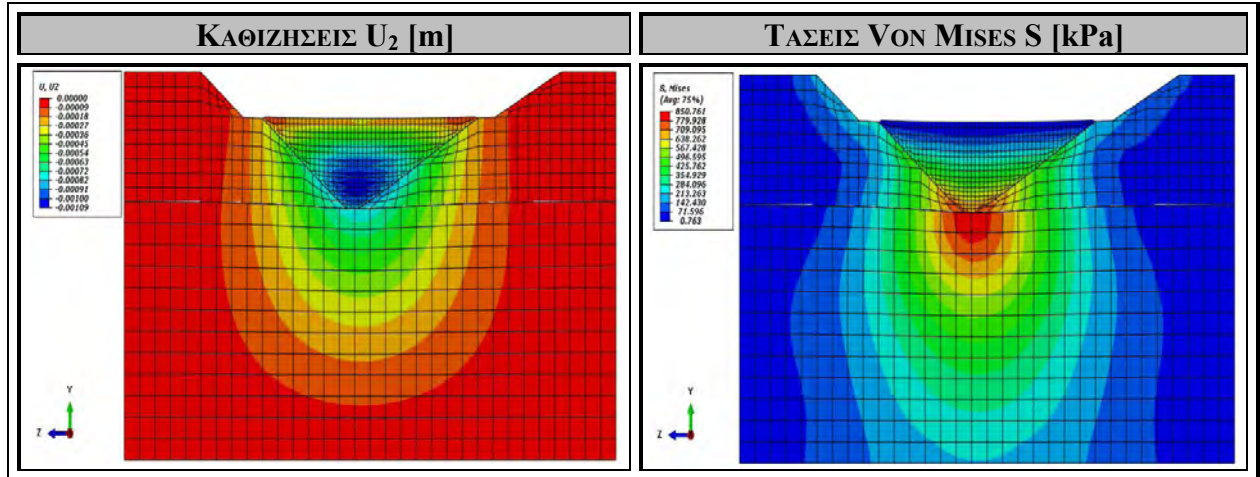 ΚΑΘΙΖΗΣΕΙΣ U2 [m]
ΤΑΣΕΙΣ VON MISES S [kPa]
U, U2
0.00000
-0.00009
-0.00018
-0.00027
-0.00036
-0.00045
-0.00054
-0.00063
-0.00072
-0.00082
-0.00091
-0.00100
-0.00109
Y
Z
S, Mises
(Avg: 75%)
850.761
779.928
709.095
638.262
567.428
496.595
425.762
354.929
284.096
213.263
142.430
71.596
0.763
Y
Z